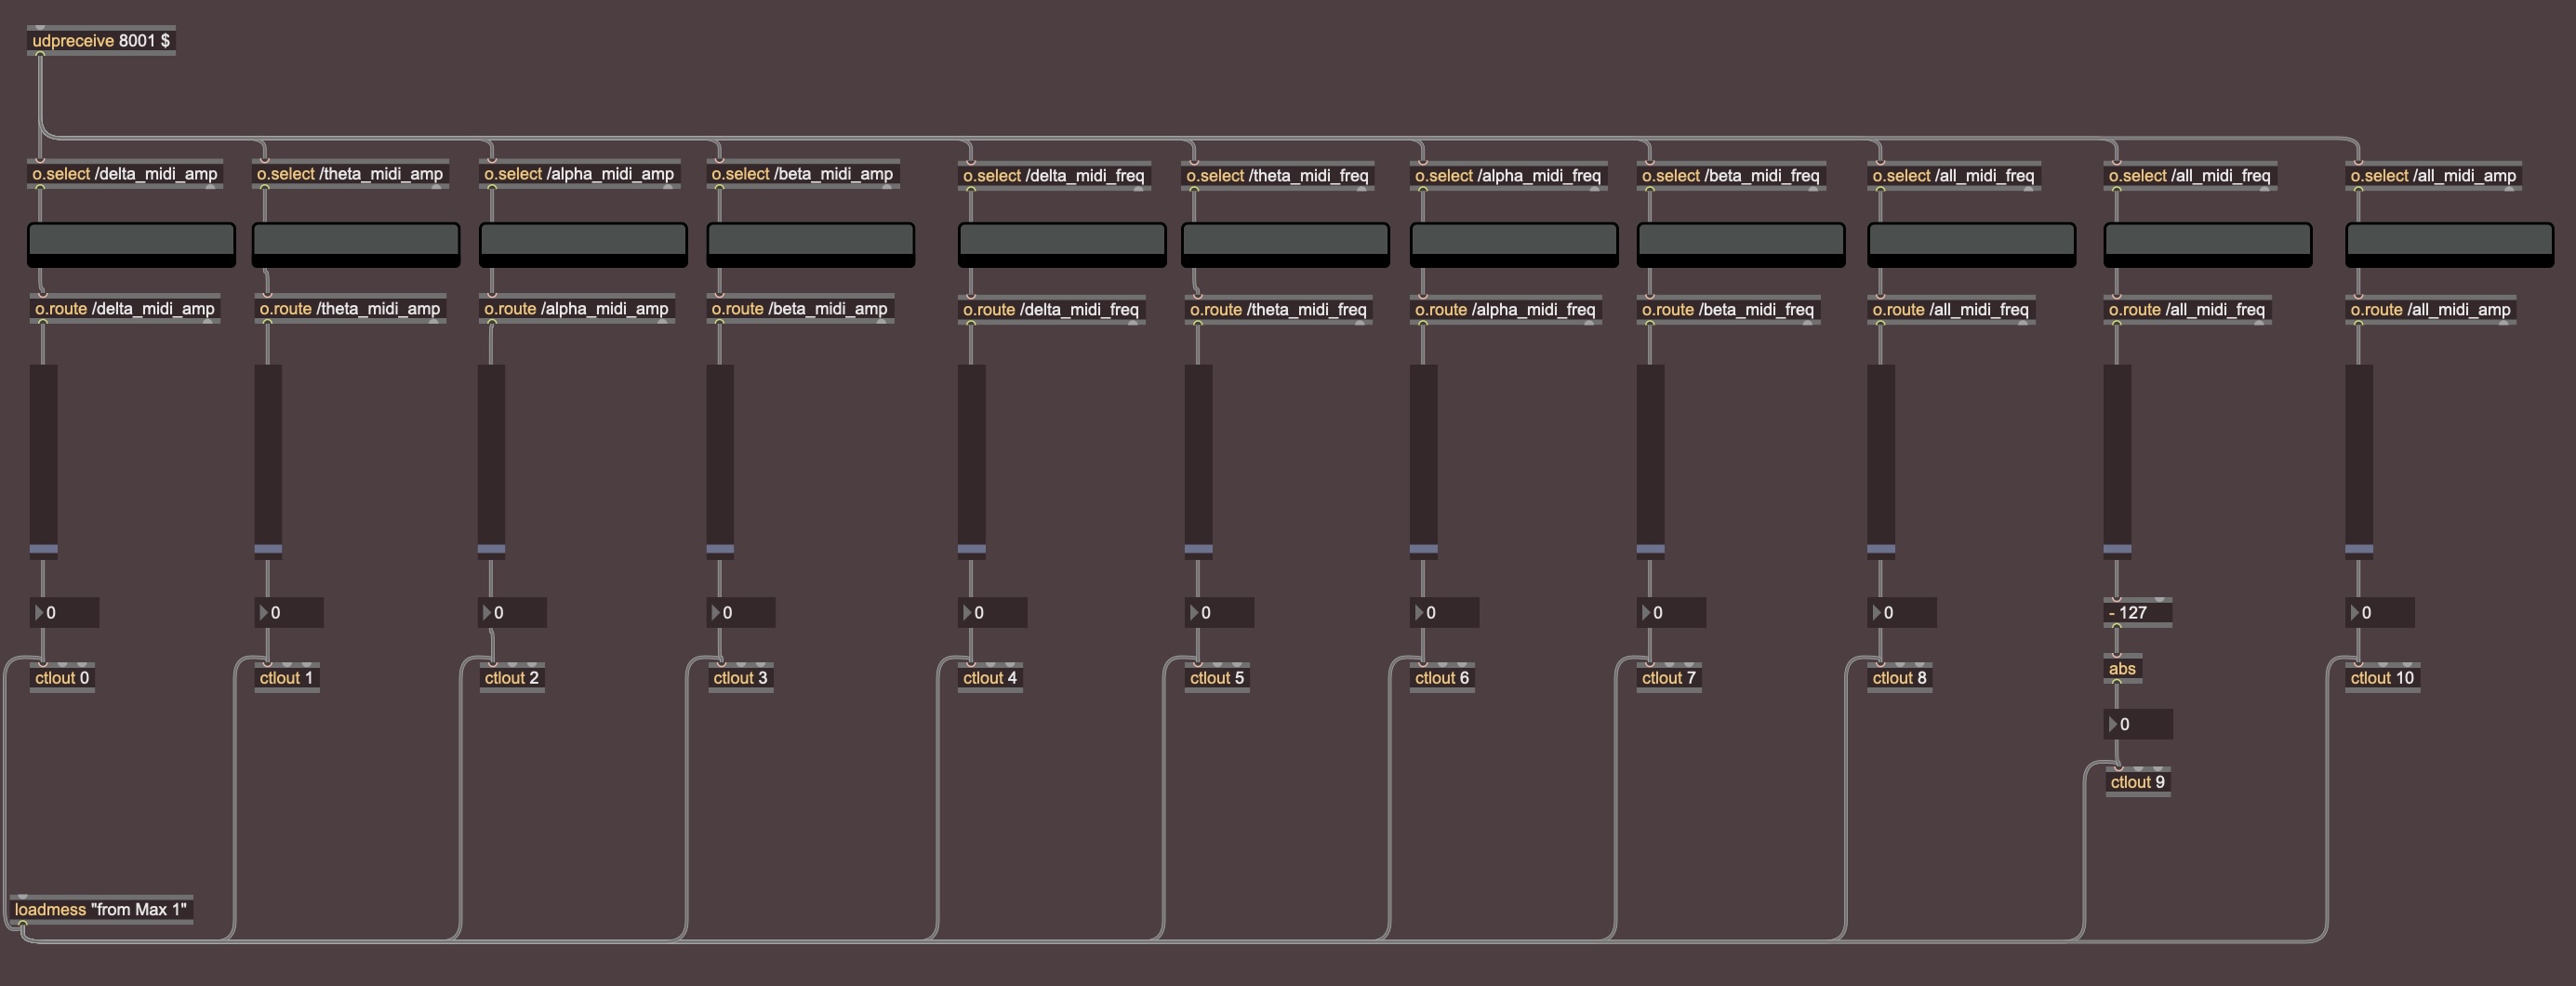 udpreceive 8001 $
o.select /delta_midi_amp
o.select /theta_midi_amp
o.select /alpha_midi_amp
o.select /beta_midi_amp
o.select /delta_midi_freq
o.select /theta_midi_freq
o.select /alpha_midi_freq
o.select /beta_midi_freq
o.select /all_midi_freq
o.select /all_midi_freq
o.select /all_midi_amp
o.route /delta_midi_amp
o.route /theta_midi_amp
o.route /alpha_midi_amp
o.route /beta_midi_amp
o.route /delta_midi_freq
o.route /theta_midi_freq
o.route /alpha_midi_freq
o.route /beta_midi_freq
o.route /all_midi_freq
o.route /all_midi_freq
o.route /all_midi_amp
0
0
0
0
0
0
0
0
0
- 127
0
ctlout 0
ctlout 1
ctlout 2
ctlout 3
ctlout 4
ctlout 5
ctlout 6
ctlout 7
ctlout 8
abs
ctlout 10
0
ctlout 9
loadmess "from Max 1"